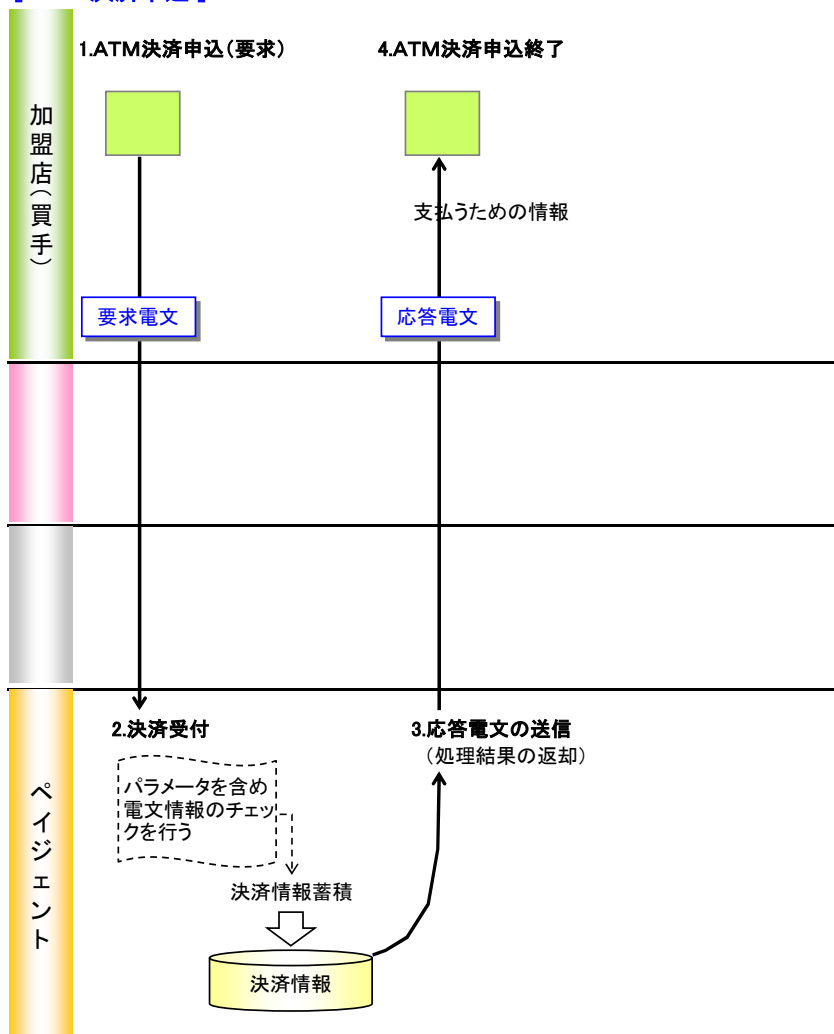 1.ATM決済申込(要求)
4.ATM決済申込終了
加盟店(買手)
支払うための情報
要求電文
応答電文
2.決済受付
3.応答電文の送信
(処理結果の返却)
パラメータを含め
電文情報のチェッ
クを行う
ペイジェント
決済情報蓄積
決済情報